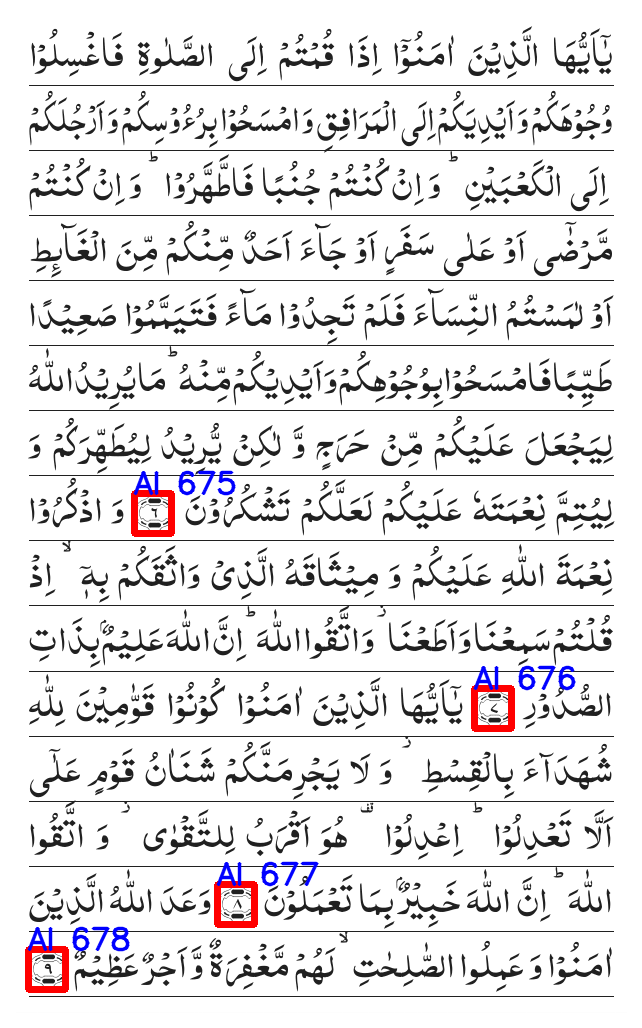 يٰۤاَيُّهَا الَّذِيۡنَ اٰمَنُوۡۤا اِذَا قُمۡتُمۡ اِلَى الصَّلٰوةِ فَاغۡسِلُوۡا
وُجُوۡهَكُمۡ وَاَيۡدِيَكُمۡ اِلَى الۡمَرَافِقِ وَامۡسَحُوۡا بِرُءُوۡسِكُمۡ وَاَرۡجُلَكُمۡ
اِلَى الۡكَعۡبَيۡنِ ؕ وَاِنۡ كُنۡتُمۡ جُنُبًا فَاطَّهَّرُوۡا ؕ وَاِنۡ كُنۡتُمۡ
مَّرۡضٰۤى اَوۡ عَلٰى سَفَرٍ اَوۡ جَآءَ اَحَدٌ مِّنۡكُمۡ مِّنَ الۡغَآٮِٕطِ
اَوۡ لٰمَسۡتُمُ النِّسَآءَ فَلَمۡ تَجِدُوۡا مَآءً فَتَيَمَّمُوۡا صَعِيۡدًا
طَيِّبًا فَامۡسَحُوۡا بِوُجُوۡهِكُمۡ وَاَيۡدِيۡكُمۡ مِّنۡهُ ؕ مَا يُرِيۡدُ اللّٰهُ
لِيَجۡعَلَ عَلَيۡكُمۡ مِّنۡ حَرَجٍ وَّ لٰكِنۡ يُّرِيۡدُ لِيُطَهِّرَكُمۡ وَ
لِيُتِمَّ نِعۡمَتَهٗ عَلَيۡكُمۡ لَعَلَّكُمۡ تَشۡكُرُوۡنَ AI 675 ٦ وَ اذۡكُرُوۡا
نِعۡمَةَ اللّٰهِ عَلَيۡكُمۡ وَ مِيۡثَاقَهُ الَّذِىۡ وَاثَقَكُمۡ بِهٖۤ ۙ اِذۡ
قُلۡتُمۡ سَمِعۡنَا وَاَطَعۡنَا ۚ وَاتَّقُوا اللّٰهَ ؕ اِنَّ اللّٰهَ عَلِيۡمٌۢ بِذَاتِ
الصُّدُوۡرِ AI 676 ٧ يٰۤاَيُّهَا الَّذِيۡنَ اٰمَنُوۡا كُوۡنُوۡا قَوَّامِيۡنَ لِلّٰهِ
شُهَدَآءَ بِالۡقِسۡطِ ۚ وَ لَا يَجۡرِمَنَّكُمۡ شَنَاٰنُ قَوۡمٍ عَلٰٓى
اَلَّا تَعۡدِلُوۡا ؕ اِعۡدِلُوۡا ۫ هُوَ اَقۡرَبُ لِلتَّقۡوٰى ۚ وَ اتَّقُوا
اللّٰهَ ؕ اِنَّ اللّٰهَ خَبِيۡرٌۢ بِمَا تَعۡمَلُوۡنَ AI 677 ٨ وَعَدَ اللّٰهُ الَّذِيۡنَ
اٰمَنُوۡا وَعَمِلُوا الصّٰلِحٰتِ ۙ لَهُمۡ مَّغۡفِرَةٌ وَّاَجۡرٌ عَظِيۡمٌ AI 678 ٩